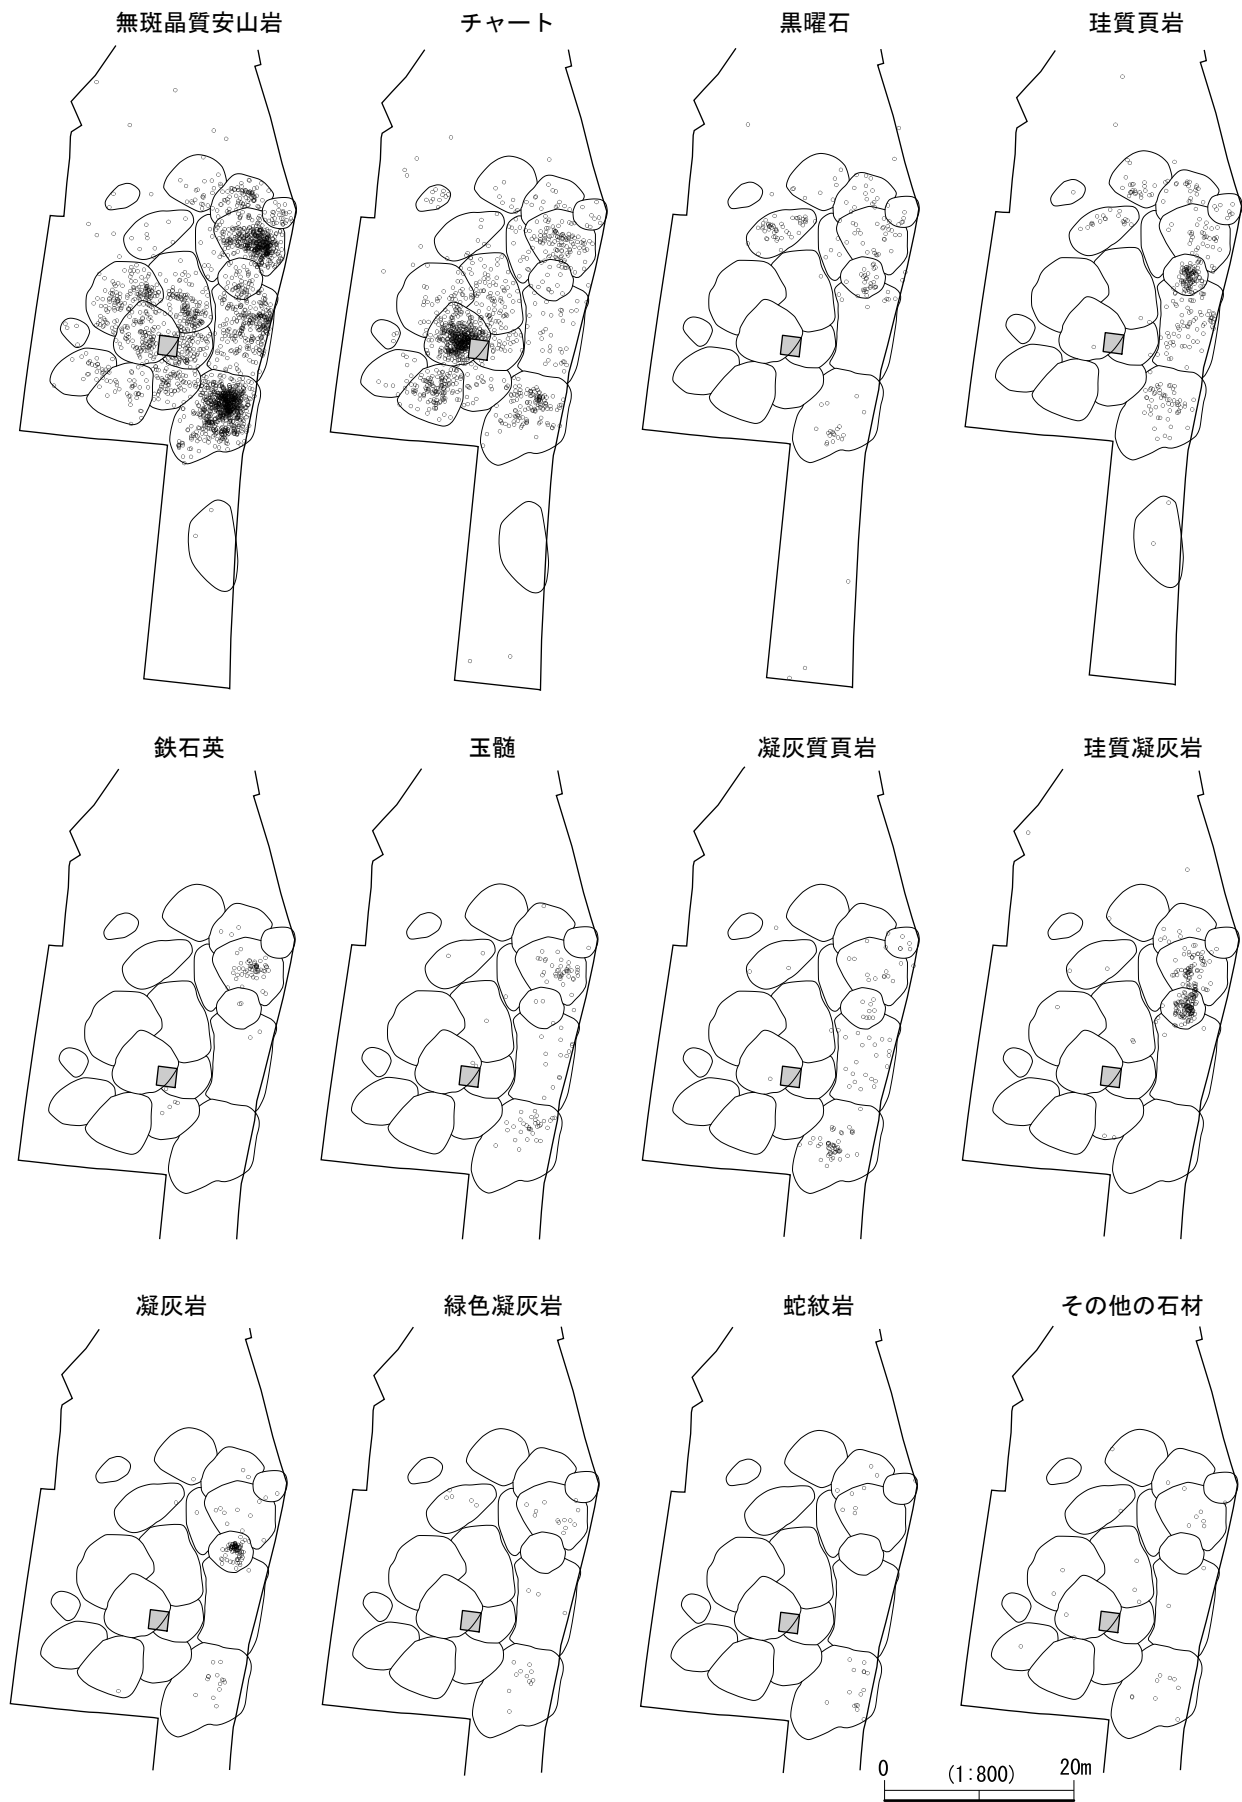 無斑晶質安山岩
チャート
黒曜石
珪質頁岩
鉄石英
玉髄
凝灰質頁岩
珪質凝灰岩
凝灰岩
緑色凝灰岩
蛇紋岩
その他の石材
0 (1:800) 20m